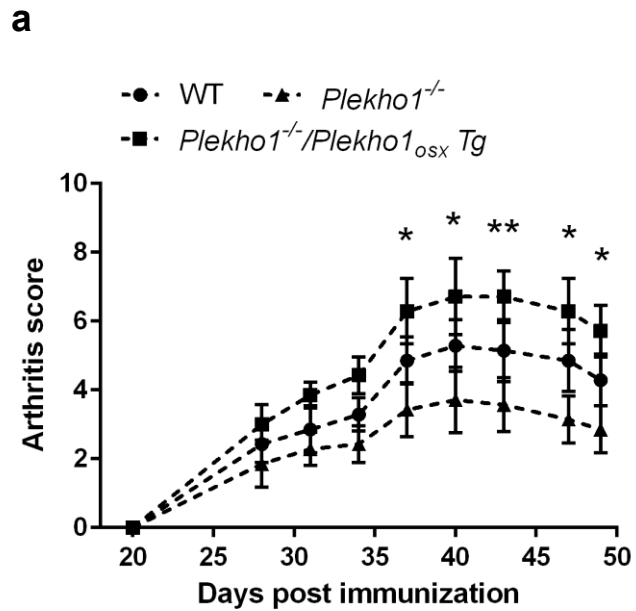 a
WT Plekho1-/-
Plekho1-/-/Plekho1osx Tg
10
8
6
4
2
0
Arthritis score
* * ** * *
20 25 30 35 40 45 50
Days post immunization